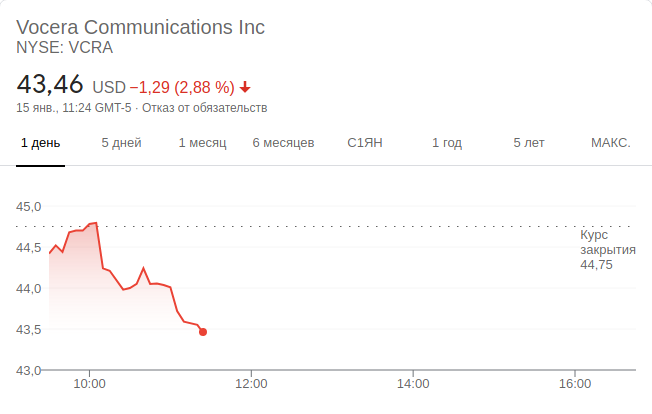 Vocera Communications Inc
NYSE: VCRA
43,46 USD −1,29 (2,88 %)
15 янв., 11:24 GMT-5 · Отказ от обязательств
1 день 5 дней 1 месяц 6 месяцев С1ЯН 1 год 5 лет МАКС.
45,0
Курс
закрытия
44,75
44,5
44,0
43,5
43,0
10:00 12:00 14:00 16:00